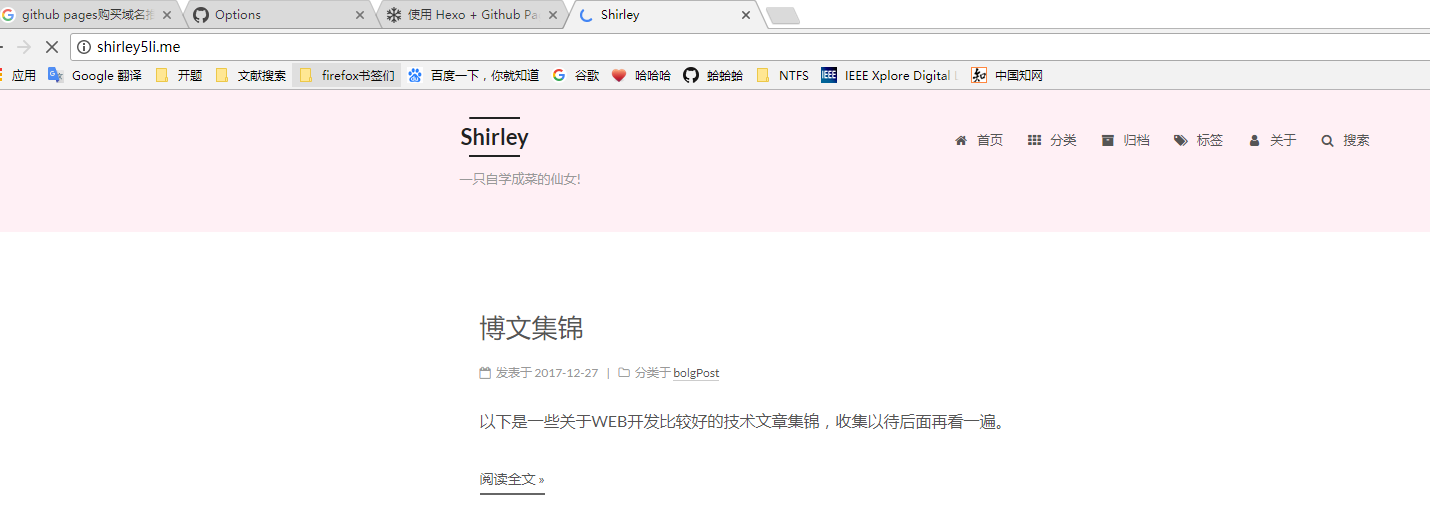 github pages购买域名 Options 使用 Hexo + Github Pa Shirley
shirley5li.me
应用 Google 翻译 开题 文献搜索 firefox书签们 百度一下，你就知道 谷歌 哈哈哈 蛤蛤蛤 NTFS IEEE Xplore Digital 中国知网
Shirley
首页 分类 归档 标签 关于 搜索
一只自学成菜的仙女!
博文集锦
发表于 2017-12-27 | 分类于 bolgPost
以下是一些关于WEB开发比较好的技术文章集锦，收集以待后面再看一遍。
阅读全文 »